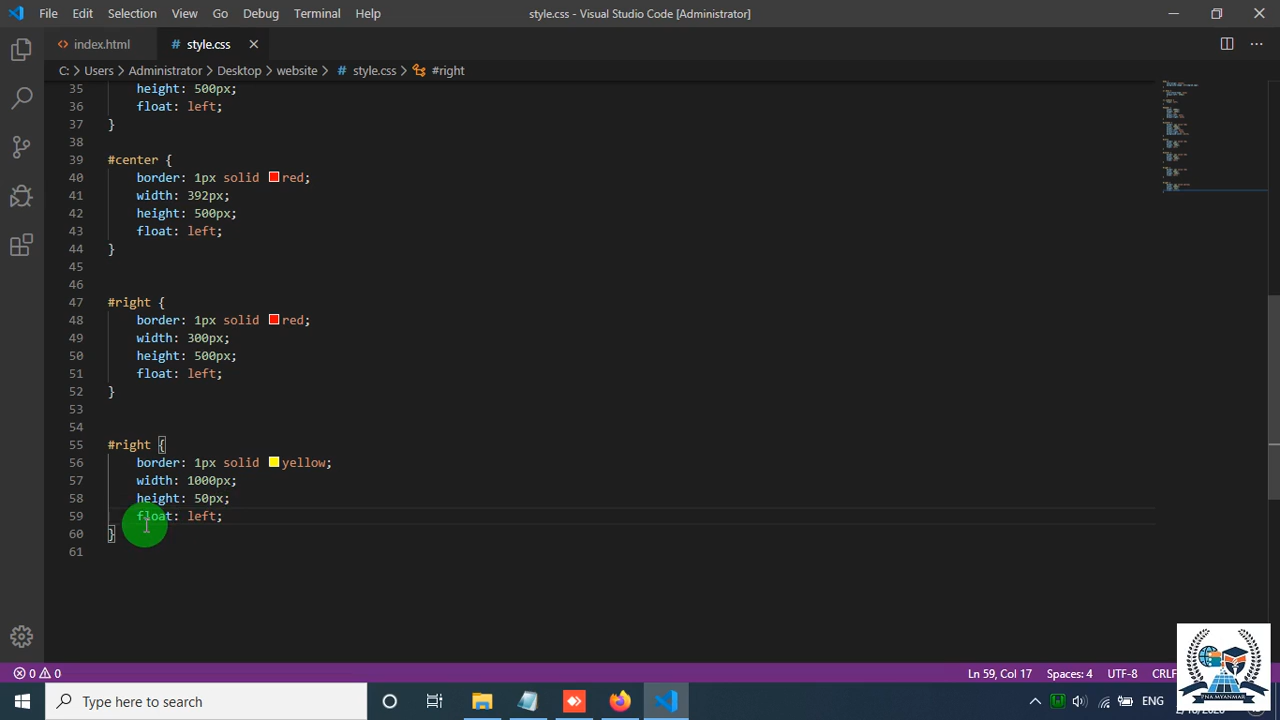 File Edit Selection View Go Debug Terminal Help
style.css - Visual Studio Code [Administrator]
index.html
# style.css
C: > Users > Administrator > Desktop > website > # style.css > #right
35 height: 500px;
36 float: left;
37 }
38
39 #center {
40 border: 1px solid red;
41 width: 392px;
42 height: 500px;
43 float: left;
44 }
45
46
47 #right {
48 border: 1px solid red;
49 width: 300px;
50 height: 500px;
51 float: left;
52 }
53
54
55 #right {
56 border: 1px solid yellow;
57 width: 1000px;
58 height: 50px;
59 float: left;
60 }
61
0 0
Ln 59, Col 17 Spaces: 4 UTF-8 CRLF
Type here to search
ENG
PNA MYANMAR